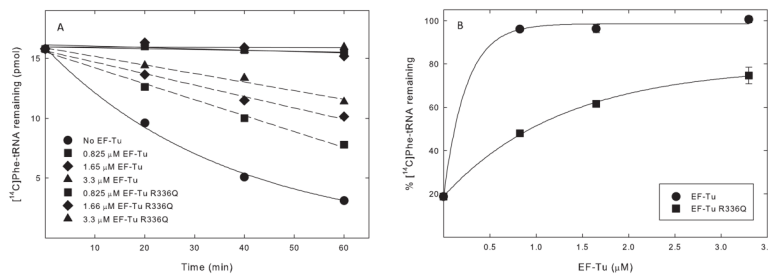 A
[¹⁴C]Phe-tRNA remaining (pmol)
15
10
5
No EF-Tu
0.825 μM EF-Tu
1.65 μM EF-Tu
3.3 μM EF-Tu
0.825 μM EF-Tu R336Q
1.66 μM EF-Tu R336Q
3.3 μM EF-Tu R336Q
10 20 30 40 50 60
Time (min)
B
% [¹⁴C]Phe-tRNA remaining
100
80
60
40
20
EF-Tu
EF-Tu R336Q
0.5 1.0 1.5 2.0 2.5 3.0 3.5
EF-Tu (μM)